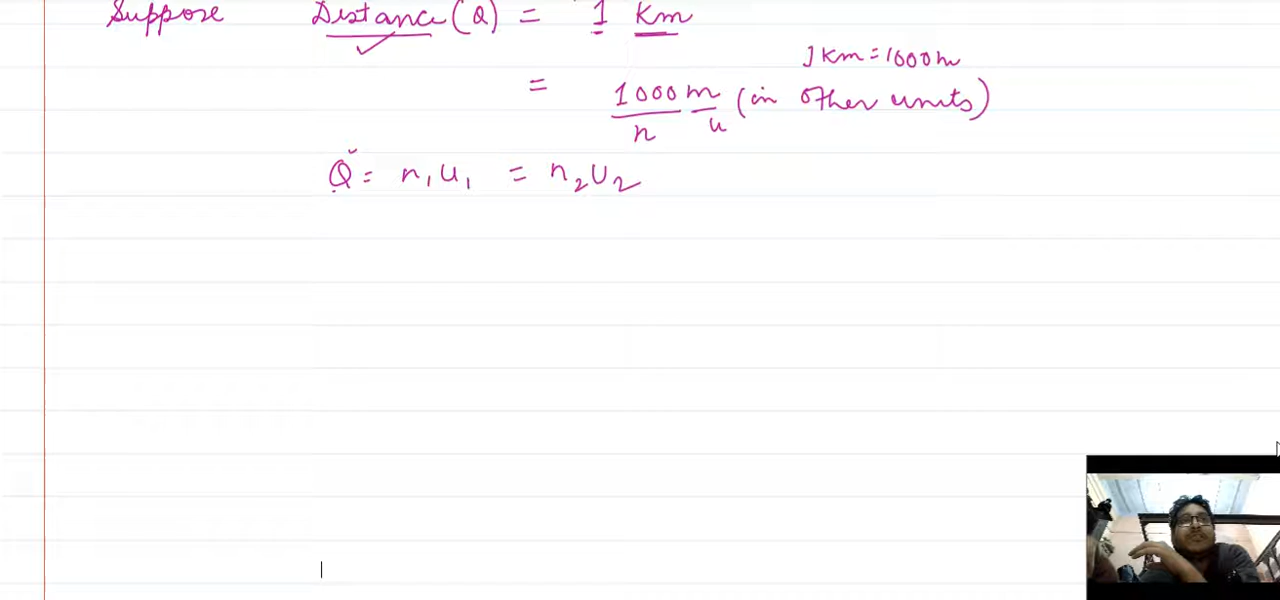 Suppose Distance (Q) = 1 Km
1 Km = 1000 m
= 1000 m (in other units)
n u
Q = n₁u₁ = n₂u₂